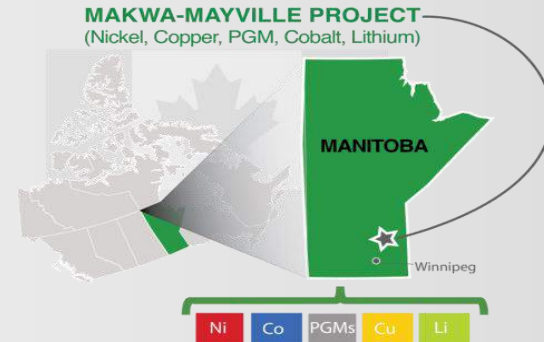 MAKWA-MAYVILLE PROJECT
(Nickel, Copper, PGM, Cobalt, Lithium)
MANITOBA
Winnipeg
Ni Co PGMs Cu Li